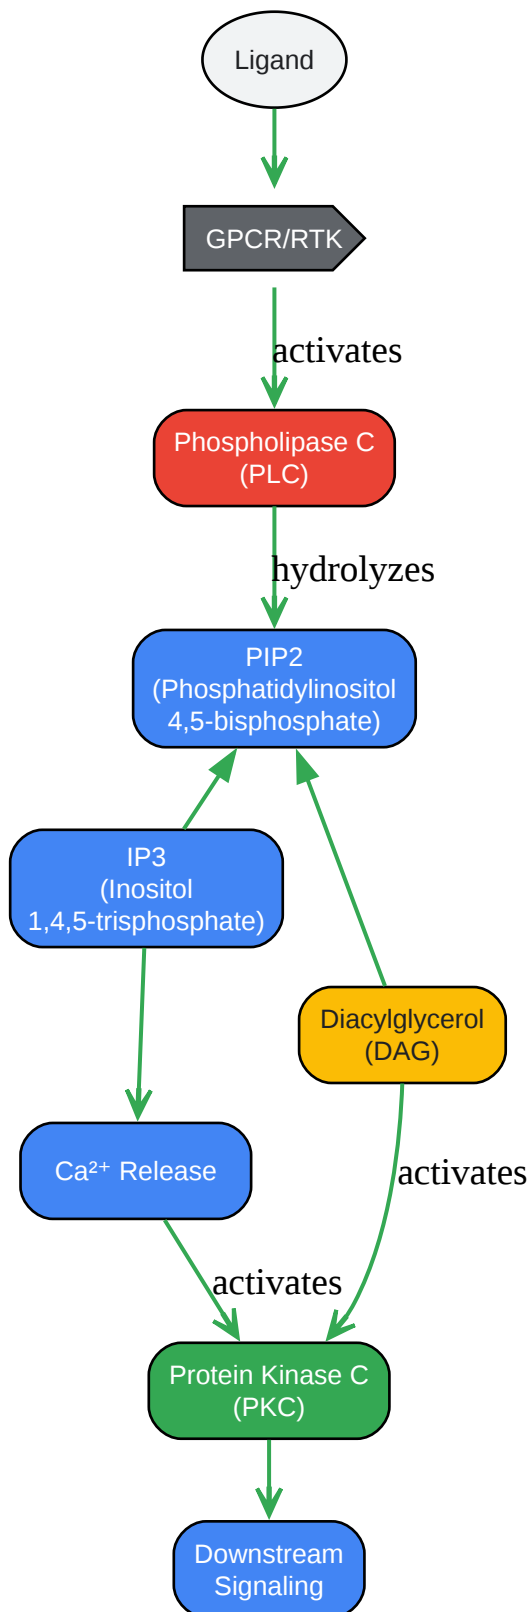 Ligand
GPCR/RTK
activates
Phospholipase C
(PLC)
hydrolyzes
PIP2
(Phosphatidylinositol
4,5-bisphosphate)
IP3
(Inositol
1,4,5-trisphosphate)
Diacylglycerol
(DAG)
Ca²⁺ Release
activates
activates
Protein Kinase C
(PKC)
Downstream
Signaling